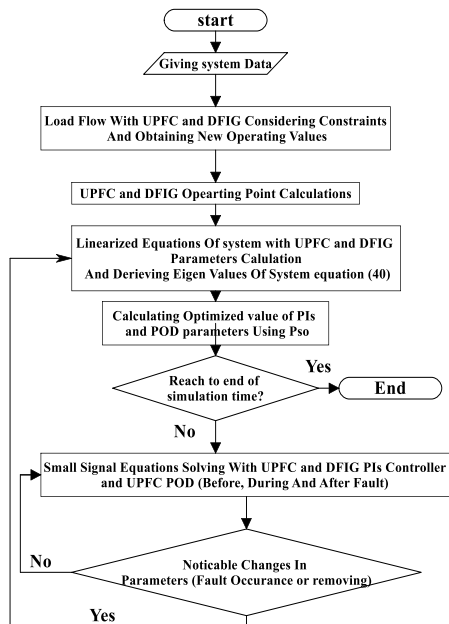 start
Giving system Data
Load Flow With UPFC and DFIG Considering Constraints
And Obtaining New Operating Values
UPFC and DFIG Opearting Point Calculations
Linearized Equations Of system with UPFC and DFIG
Parameters Calulation
And Derieving Eigen Values Of System equation (40)
Calculating Optimized value of PIs
and POD parameters Using Pso
Yes
Reach to end of
simulation time?
End
No
Small Signal Equations Solving With UPFC and DFIG PIs Controller
and UPFC POD (Before, During And After Fault)
No
Noticable Changes In
Parameters (Fault Occurance or removing)
Yes